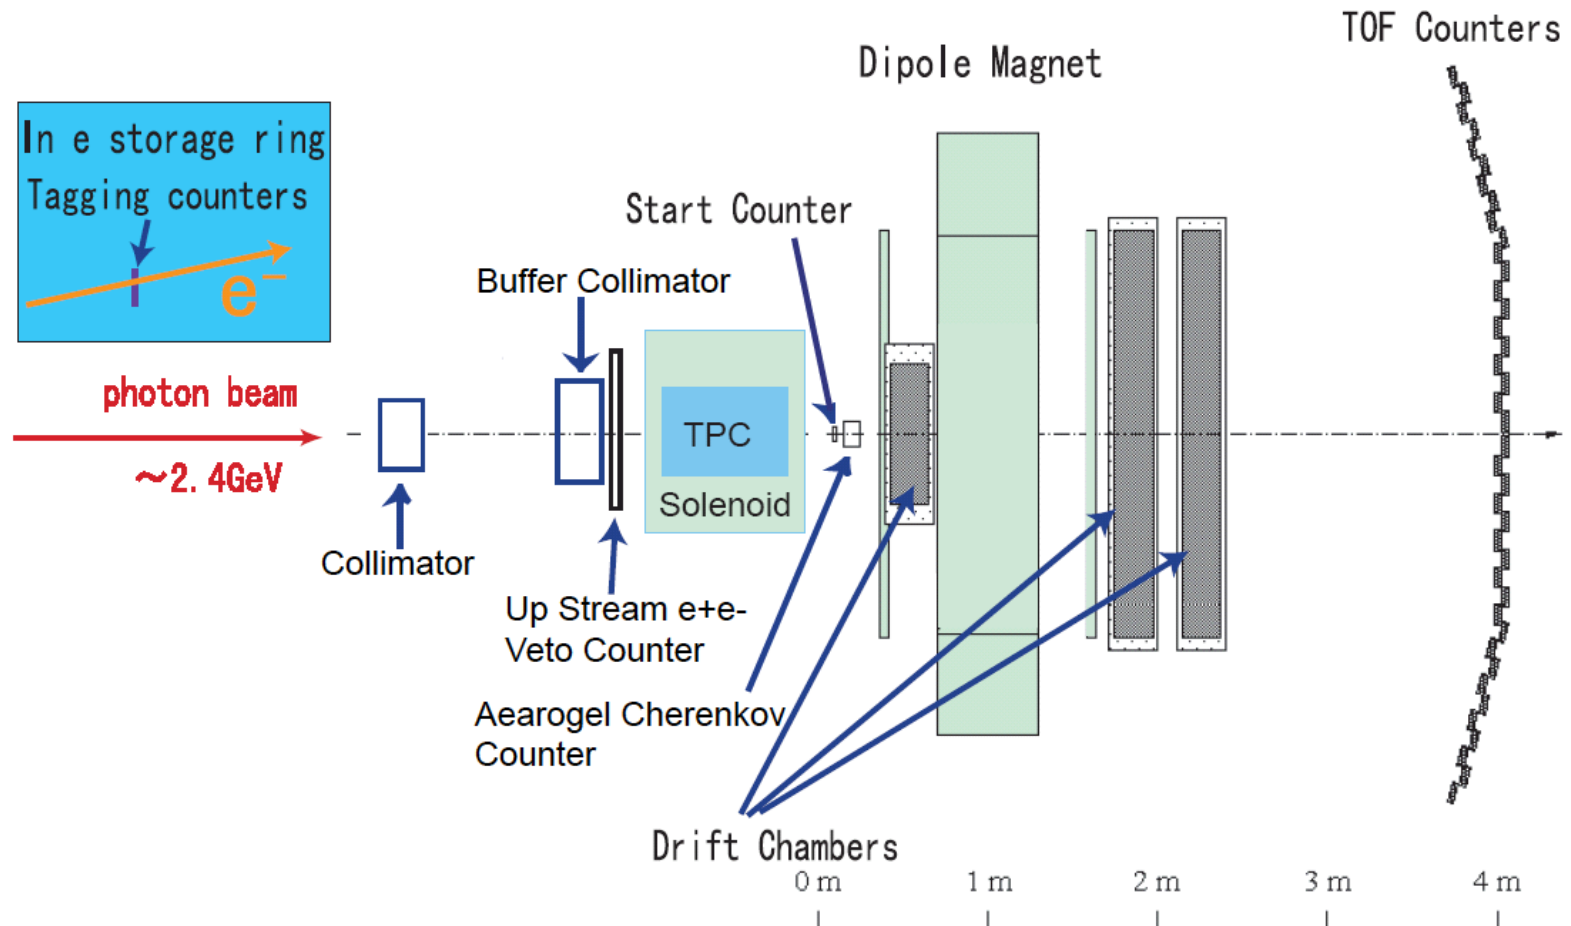 TOF Counters
Dipole Magnet
In e storage ring
Tagging counters
e−
Start Counter
Buffer Collimator
photon beam
～2.4GeV
TPC
Solenoid
Collimator
Up Stream e+e-
Veto Counter
Aearogel Cherenkov
Counter
Drift Chambers
0 m
1 m
2 m
3 m
4 m